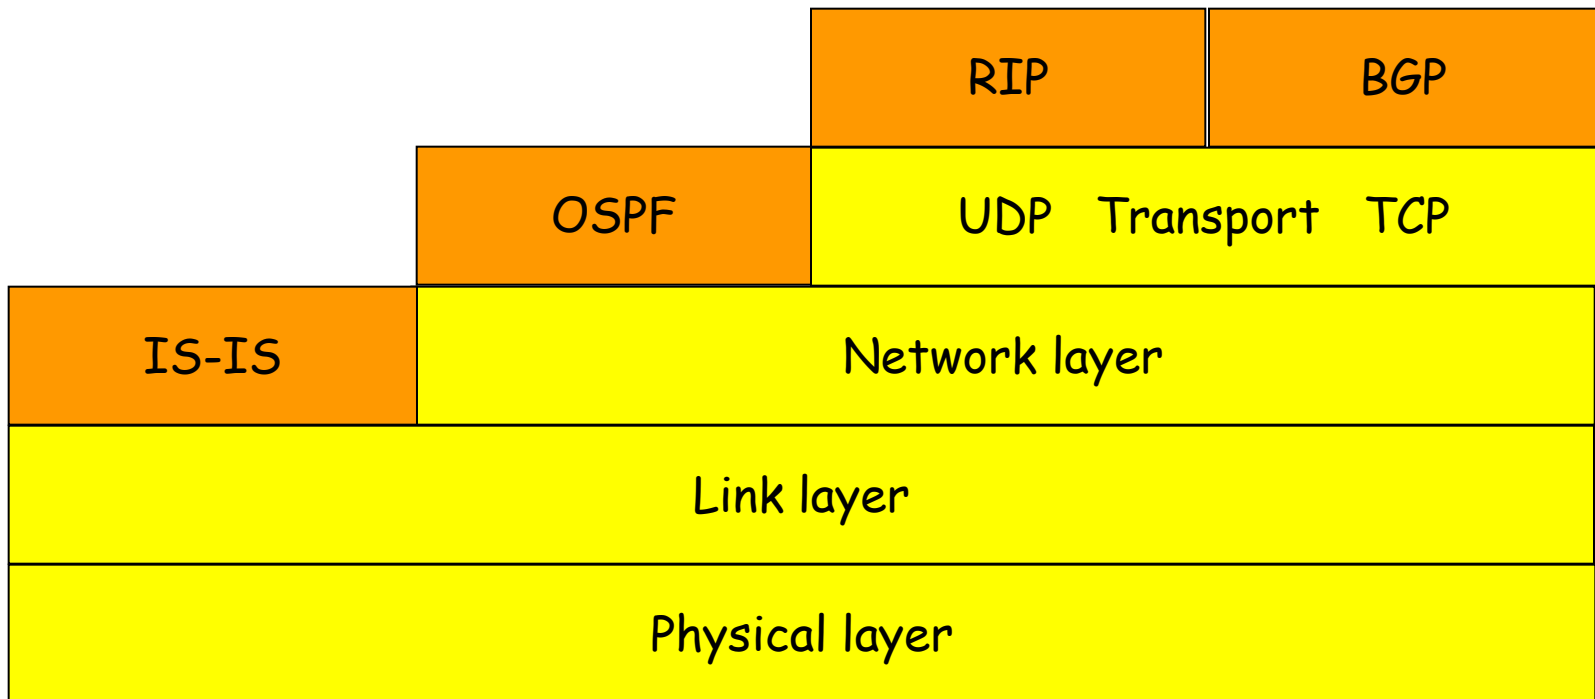 RIP BGP
OSPF UDP Transport TCP
IS-IS Network layer
Link layer
Physical layer